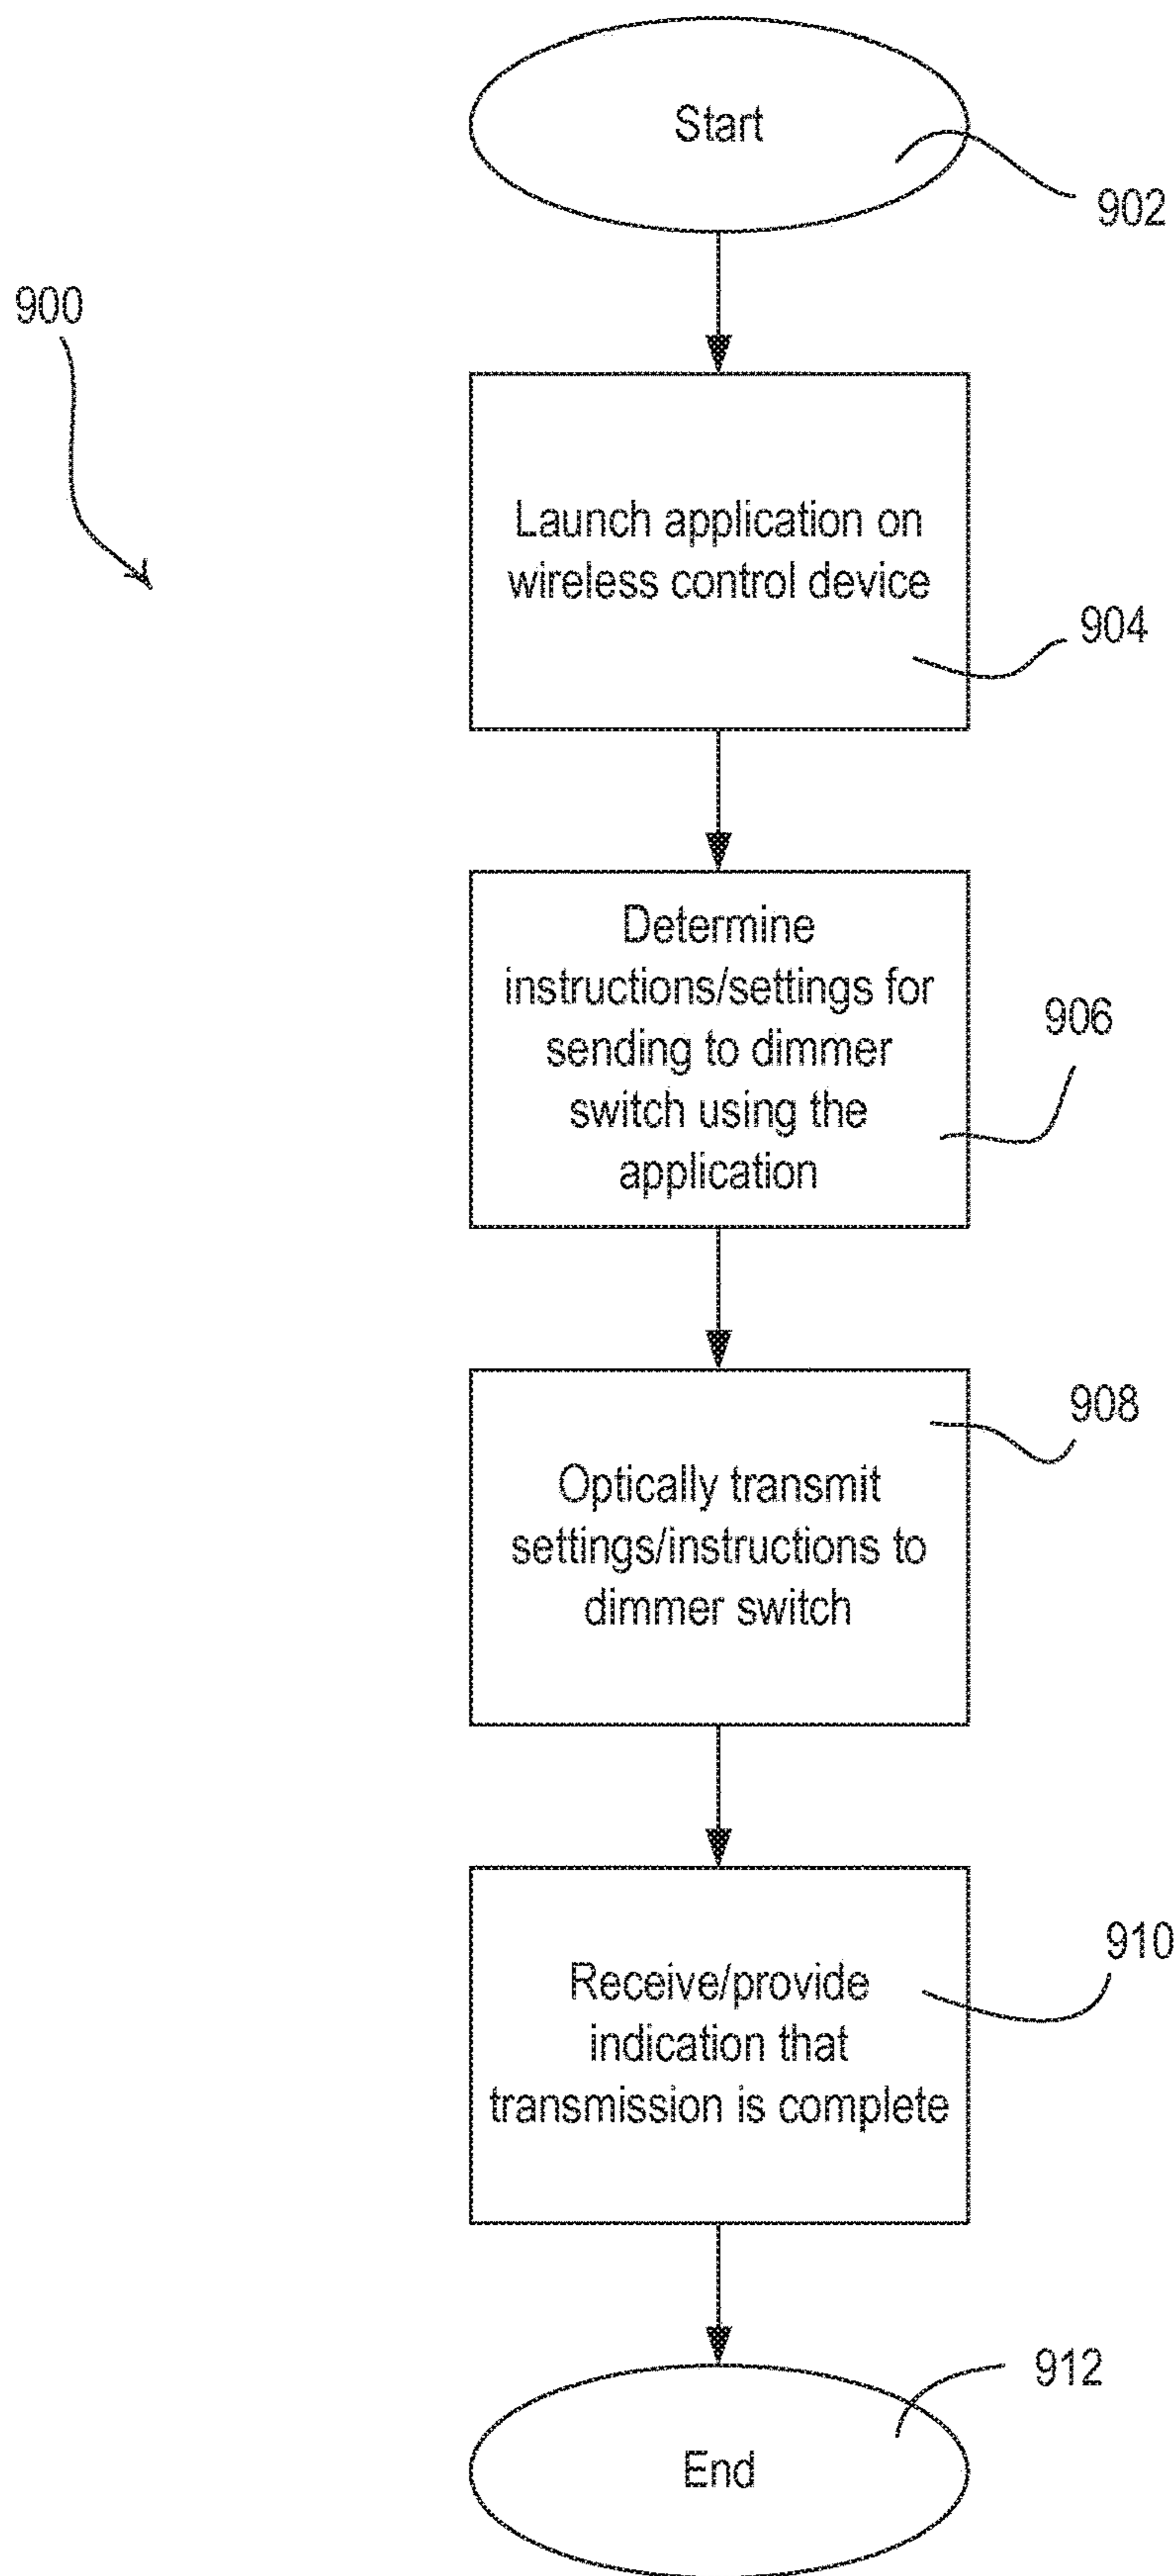 Start
902
900
Launch application on
wireless control device
904
Determine
instructions/settings for
sending to dimmer
switch using the
application
906
908
Optically transmit
settings/instructions to
dimmer switch
910
Receive/provide
indication that
transmission is complete
912
End